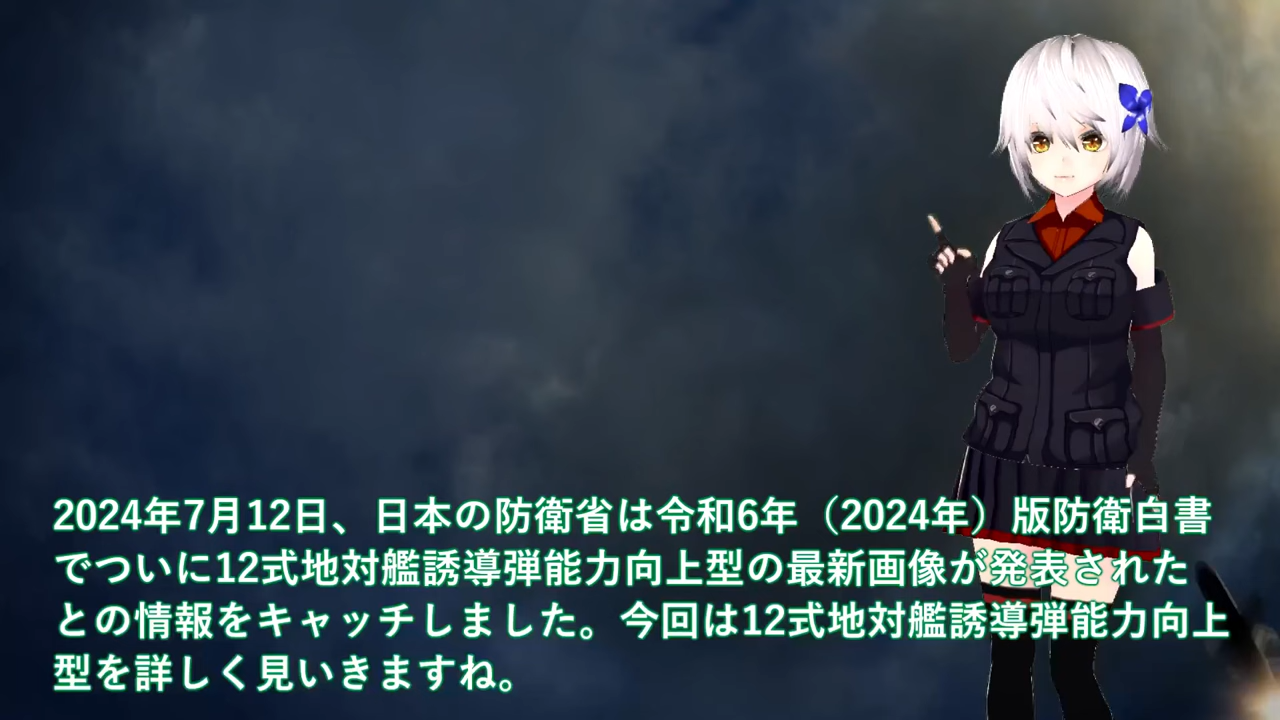 2024年7月12日、日本の防衛省は令和6年（2024年）版防衛白書
でついに12式地対艦誘導弾能力向上型の最新画像が発表された
との情報をキャッチしました。今回は12式地対艦誘導弾能力向上
型を詳しく見いきますね。